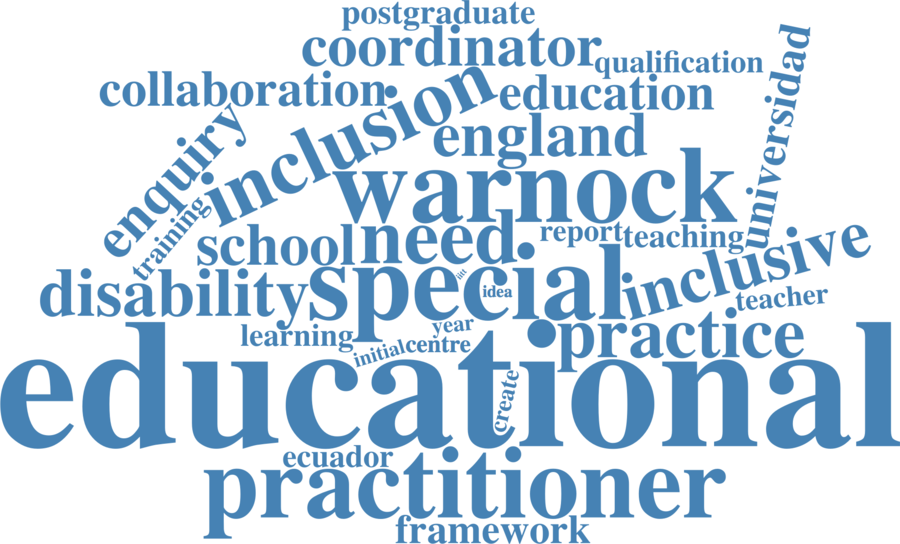 postgraduate
coordinator
qualification
universidad
collaboration
inclusion
education
enquiry
england
warnock
training
school
need
report
teaching
inclusive
disability
special
ittt
idea
teacher
learning
year
initial
centre
practice
educational
create
ecuador
practitioner
framework